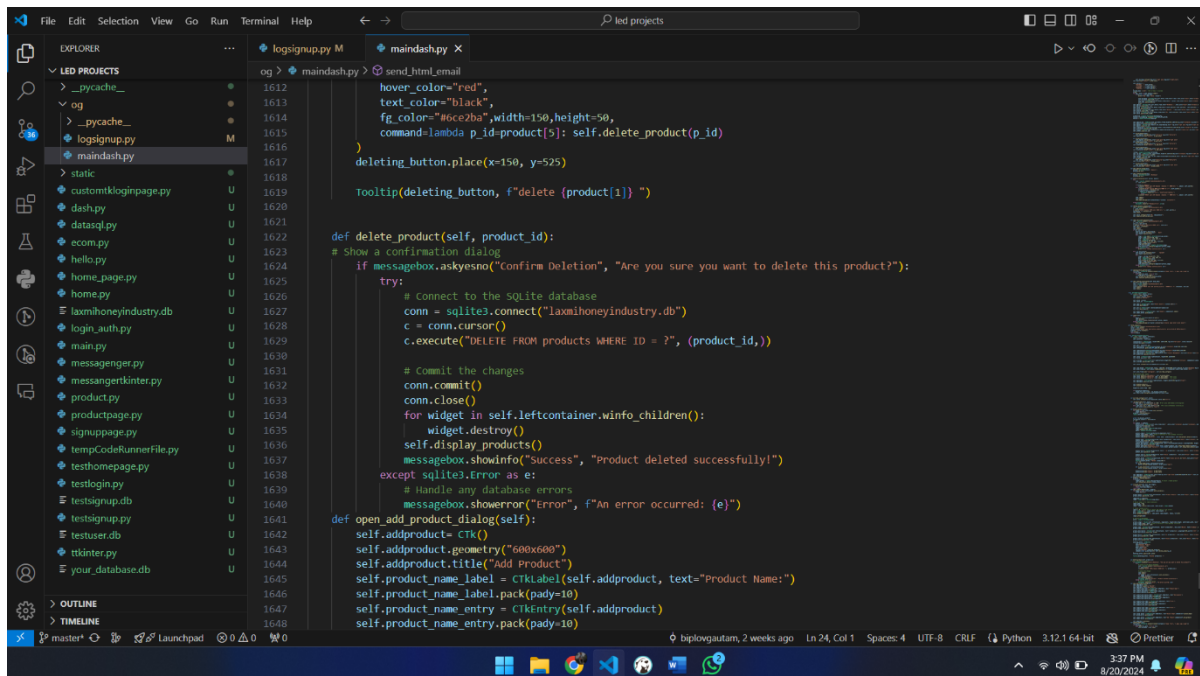 File Edit Selection View Go Run Terminal Help
led projects
EXPLORER
logsignup.py M
maindash.py
LED PROJECTS
og > maindash.py > send_html_email
__pycache__
og
__pycache__
logsignup.py M
maindash.py
static
customtkloginpage.py U
dash.py U
datasql.py U
ecom.py U
hello.py U
home_page.py U
home.py U
laxmihoneyindustry.db U
login_auth.py U
main.py U
messagenger.py U
messangertkinter.py U
product.py U
productpage.py U
signuppage.py U
tempCodeRunnerFile.py U
testhomepage.py U
testlogin.py U
testsignup.db U
testsignup.py U
testuser.db U
ttkinter.py U
your_database.db U
OUTLINE
TIMELINE
36
1612 hover_color="red",
1613 text_color="black",
1614 fg_color="#6ce2ba",width=150,height=50,
1615 command=lambda p_id=product[5]: self.delete_product(p_id)
1616 )
1617 deleting_button.place(x=150, y=525)
1618
1619 Tooltip(deleting_button, f"delete {product[1]} ")
1620
1621
1622 def delete_product(self, product_id):
1623 # Show a confirmation dialog
1624 if messagebox.askyesno("Confirm Deletion", "Are you sure you want to delete this product?"):
1625 try:
1626 # Connect to the SQLite database
1627 conn = sqlite3.connect("laxmihoneyindustry.db")
1628 c = conn.cursor()
1629 c.execute("DELETE FROM products WHERE ID = ?", (product_id,))
1630
1631 # Commit the changes
1632 conn.commit()
1633 conn.close()
1634 for widget in self.leftcontainer.winfo_children():
1635 widget.destroy()
1636 self.display_products()
1637 messagebox.showinfo("Success", "Product deleted successfully!")
1638 except sqlite3.Error as e:
1639 # Handle any database errors
1640 messagebox.showerror("Error", f"An error occurred: {e}")
1641 def open_add_product_dialog(self):
1642 self.addproduct= CTk()
1643 self.addproduct.geometry("600x600")
1644 self.addproduct.title("Add Product")
1645 self.product_name_label = CTkLabel(self.addproduct, text="Product Name:")
1646 self.product_name_label.pack(pady=10)
1647 self.product_name_entry = CTkEntry(self.addproduct)
1648 self.product_name_entry.pack(pady=10)
master* Launchpad 0 0 0 biplovgautam, 2 weeks ago Ln 24, Col 1 Spaces: 4 UTF-8 CRLF Python 3.12.1 64-bit Prettier
2
3:37 PM
8/20/2024
PRE